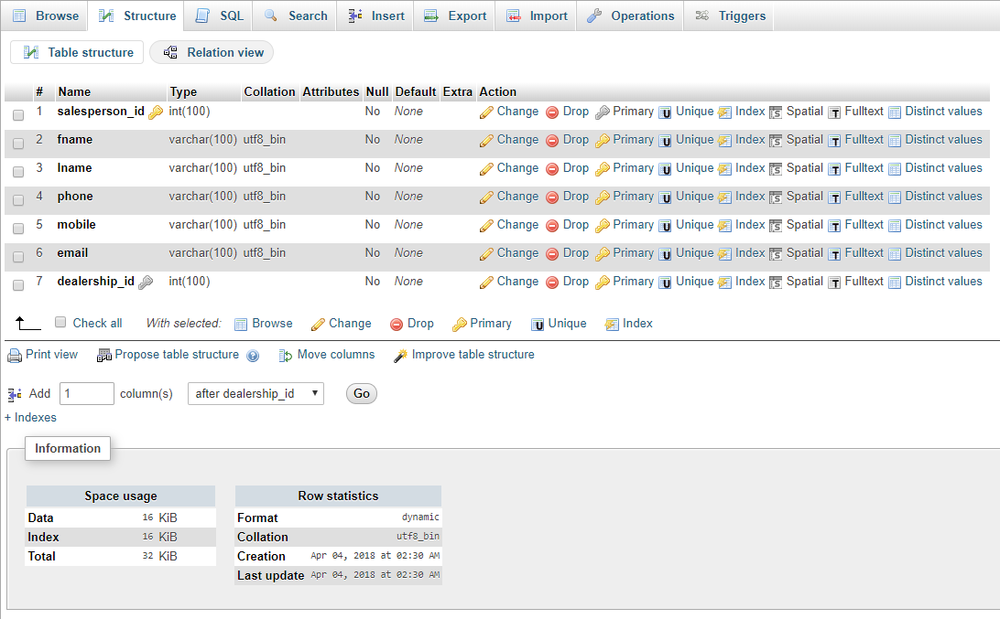 Browse Structure SQL Search Insert Export Import Operations Triggers
Table structure Relation view
# Name Type Collation Attributes Null Default Extra Action
1 salesperson_id int(100) No None Change Drop Primary Unique Index Spatial Fulltext Distinct values
2 fname varchar(100) utf8_bin No None Change Drop Primary Unique Index Spatial Fulltext Distinct values
3 lname varchar(100) utf8_bin No None Change Drop Primary Unique Index Spatial Fulltext Distinct values
4 phone varchar(100) utf8_bin No None Change Drop Primary Unique Index Spatial Fulltext Distinct values
5 mobile varchar(100) utf8_bin No None Change Drop Primary Unique Index Spatial Fulltext Distinct values
6 email varchar(100) utf8_bin No None Change Drop Primary Unique Index Spatial Fulltext Distinct values
7 dealership_id int(100) No None Change Drop Primary Unique Index Spatial Fulltext Distinct values
Check all With selected: Browse Change Drop Primary Unique Index
Print view Propose table structure Move columns Improve table structure
Add 1 column(s) after dealership_id Go
+ Indexes
Information
Space usage
Data 16 KiB
Index 16 KiB
Total 32 KiB
Row statistics
Format dynamic
Collation utf8_bin
Creation Apr 04, 2018 at 02:30 AM
Last update Apr 04, 2018 at 02:30 AM